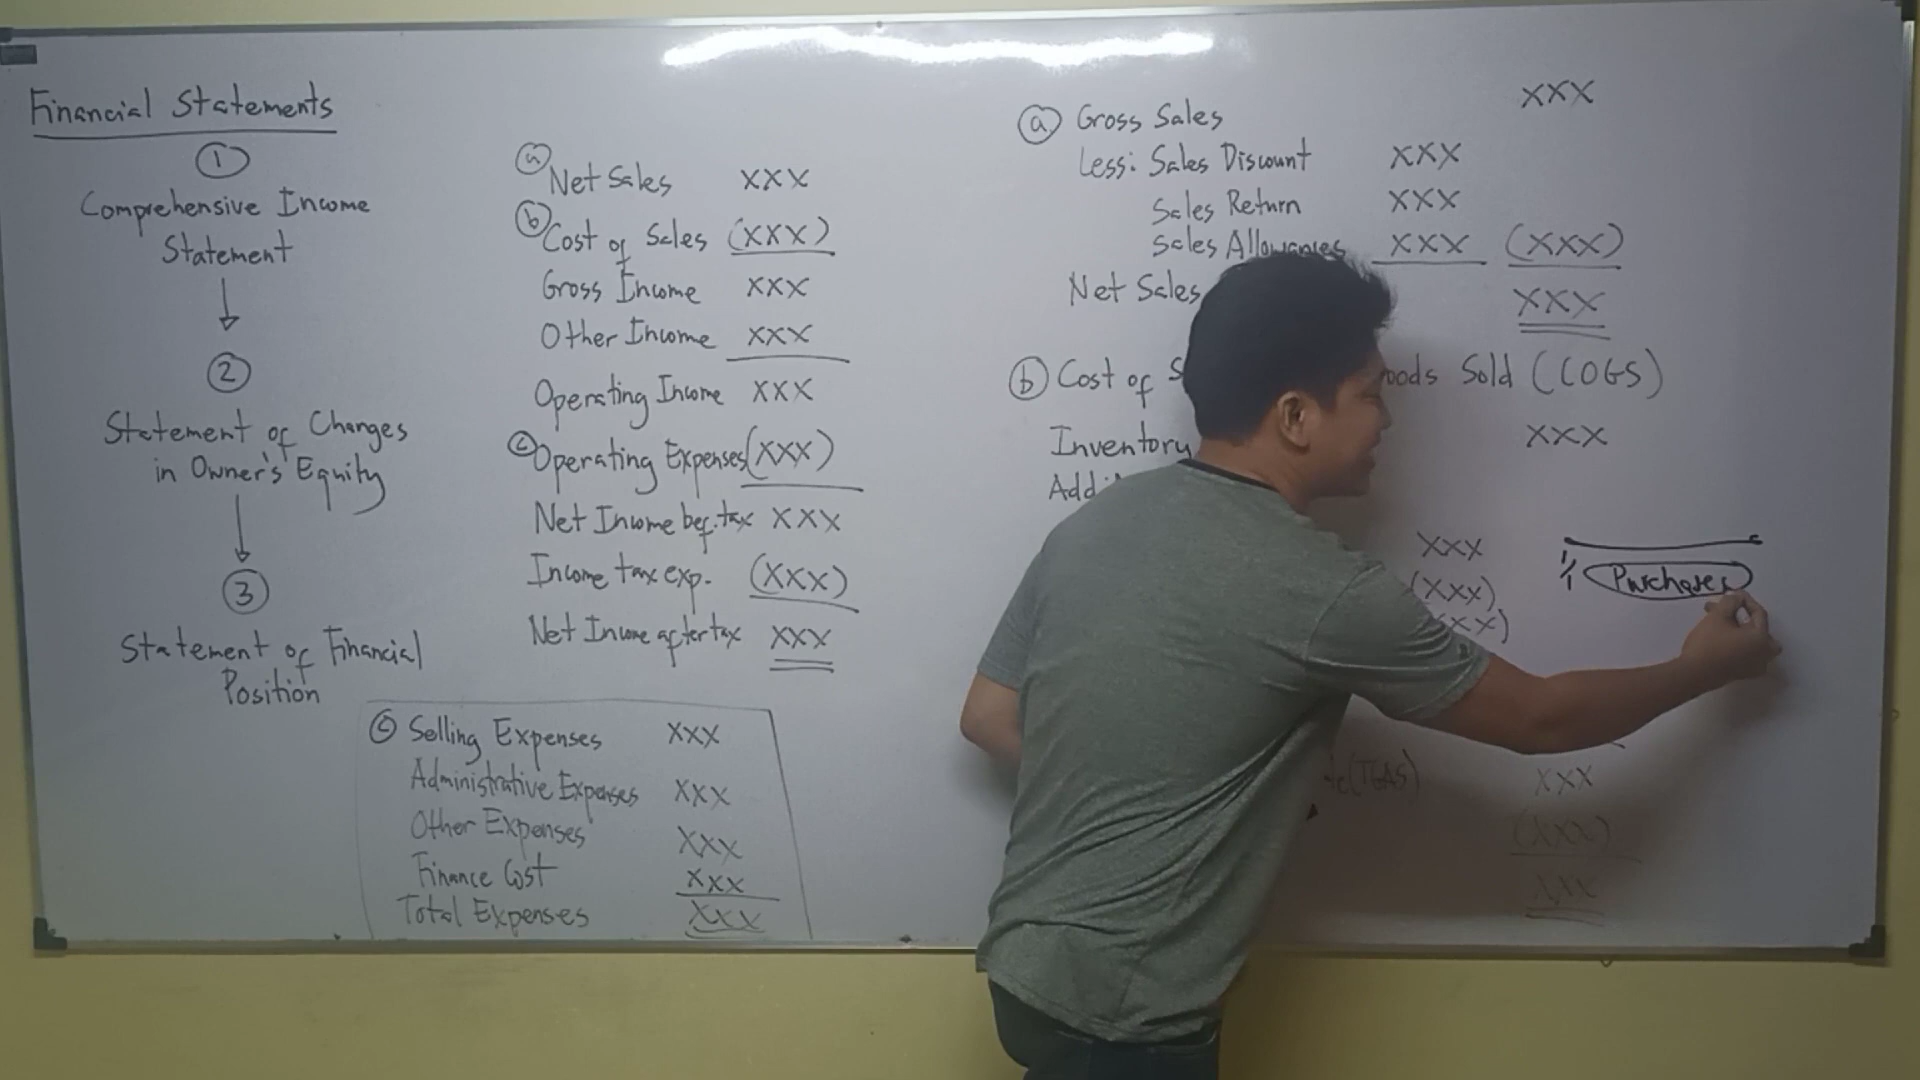 Financial Statements
①
Comprehensive Income
Statement
②
Statement of Changes
in Owner's Equity
③
Statement of Financial
Position
ⓐ Net Sales XXX
ⓑ Cost of Sales (XXX)
Gross Income XXX
Other Income XXX
Operating Income XXX
ⓒ Operating Expenses (XXX)
Net Income bef. tax XXX
Income tax exp. (XXX)
Net Income after tax XXX
ⓒ Selling Expenses XXX
Administrative Expenses XXX
Other Expenses XXX
Finance Cost XXX
Total Expenses XXX
ⓐ Gross Sales XXX
Less: Sales Discount XXX
Sales Return XXX
Sales Allowances XXX (XXX)
Net Sales XXX
ⓑ Cost of Sold (COGS)
Inventory XXX
Add:
XXX
(XXX)
XX)
(TGAS) XXX
(XXX)
XXX
1/1 Purchases